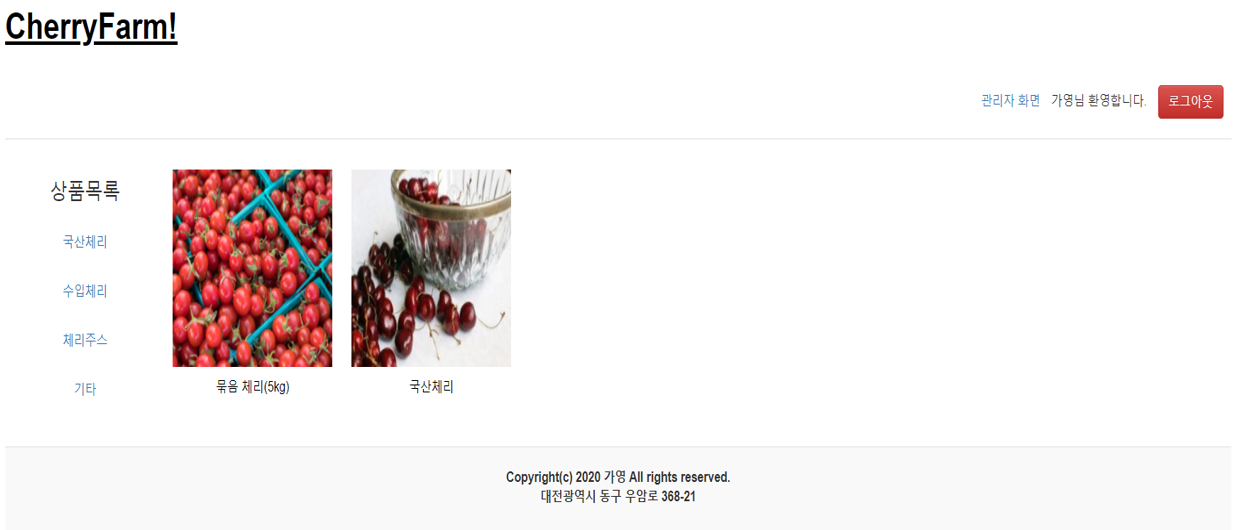 CherryFarm!
관리자 화면 가영님 환영합니다. 로그아웃
상품목록
국산체리
수입체리
체리주스
기타
묶음 체리(5kg)
국산체리
Copyright(c) 2020 가영 All rights reserved.
대전광역시 동구 우암로 368-21